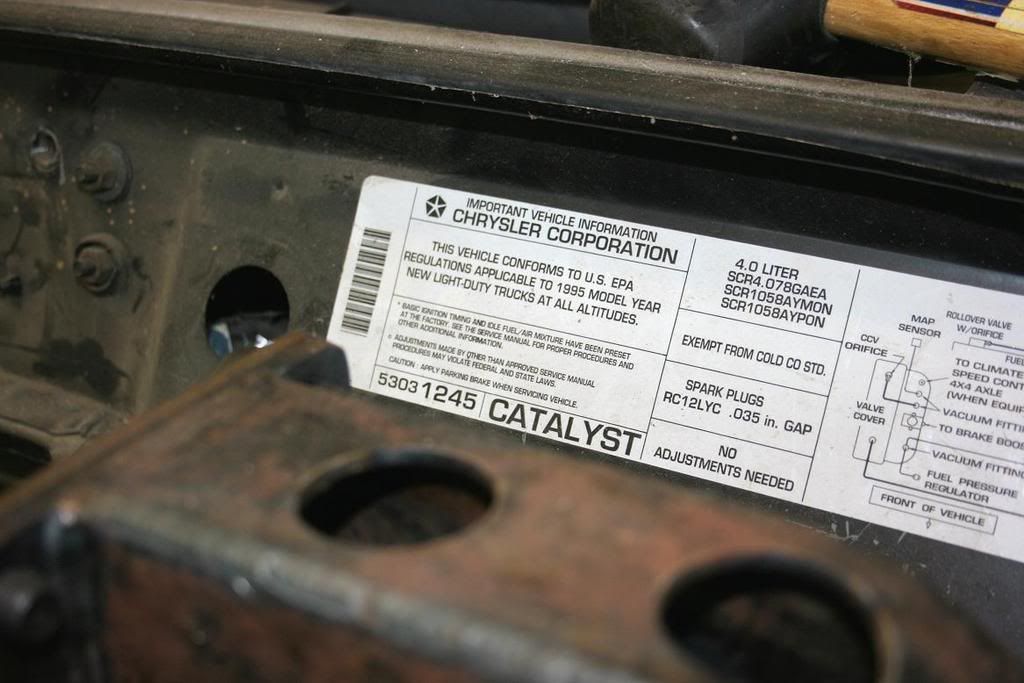 IMPORTANT VEHICLE INFORMATION
CHRYSLER CORPORATION
THIS VEHICLE CONFORMS TO U.S. EPA
REGULATIONS APPLICABLE TO 1995 MODEL YEAR
NEW LIGHT-DUTY TRUCKS AT ALL ALTITUDES.
* BASIC IGNITION TIMING AND IDLE FUEL/AIR MIXTURE HAVE BEEN PRESET
AT THE FACTORY. SEE THE SERVICE MANUAL FOR PROPER PROCEDURES AND
OTHER ADDITIONAL INFORMATION.
* ADJUSTMENTS MADE BY OTHER THAN APPROVED SERVICE MANUAL
PROCEDURES MAY VIOLATE FEDERAL AND STATE LAWS.
CAUTION : APPLY PARKING BRAKE WHEN SERVICING VEHICLE.
53031245
CATALYST
4.0 LITER
SCR4.078GAEA
SCR1058AYMON
SCR1058AYPON
EXEMPT FROM COLD CO STD.
SPARK PLUGS
RC12LYC .035 in. GAP
NO
ADJUSTMENTS NEEDED
ROLLOVER VALVE
W/ORIFICE
MAP
SENSOR
CCV
ORIFICE
VALVE
COVER
TO CLIMATE
SPEED CONT
4X4 AXLE
(WHEN EQUIP
VACUUM FITTI
TO BRAKE BOO
VACUUM FITTING
FUEL PRESSURE
REGULATOR
FRONT OF VEHICLE